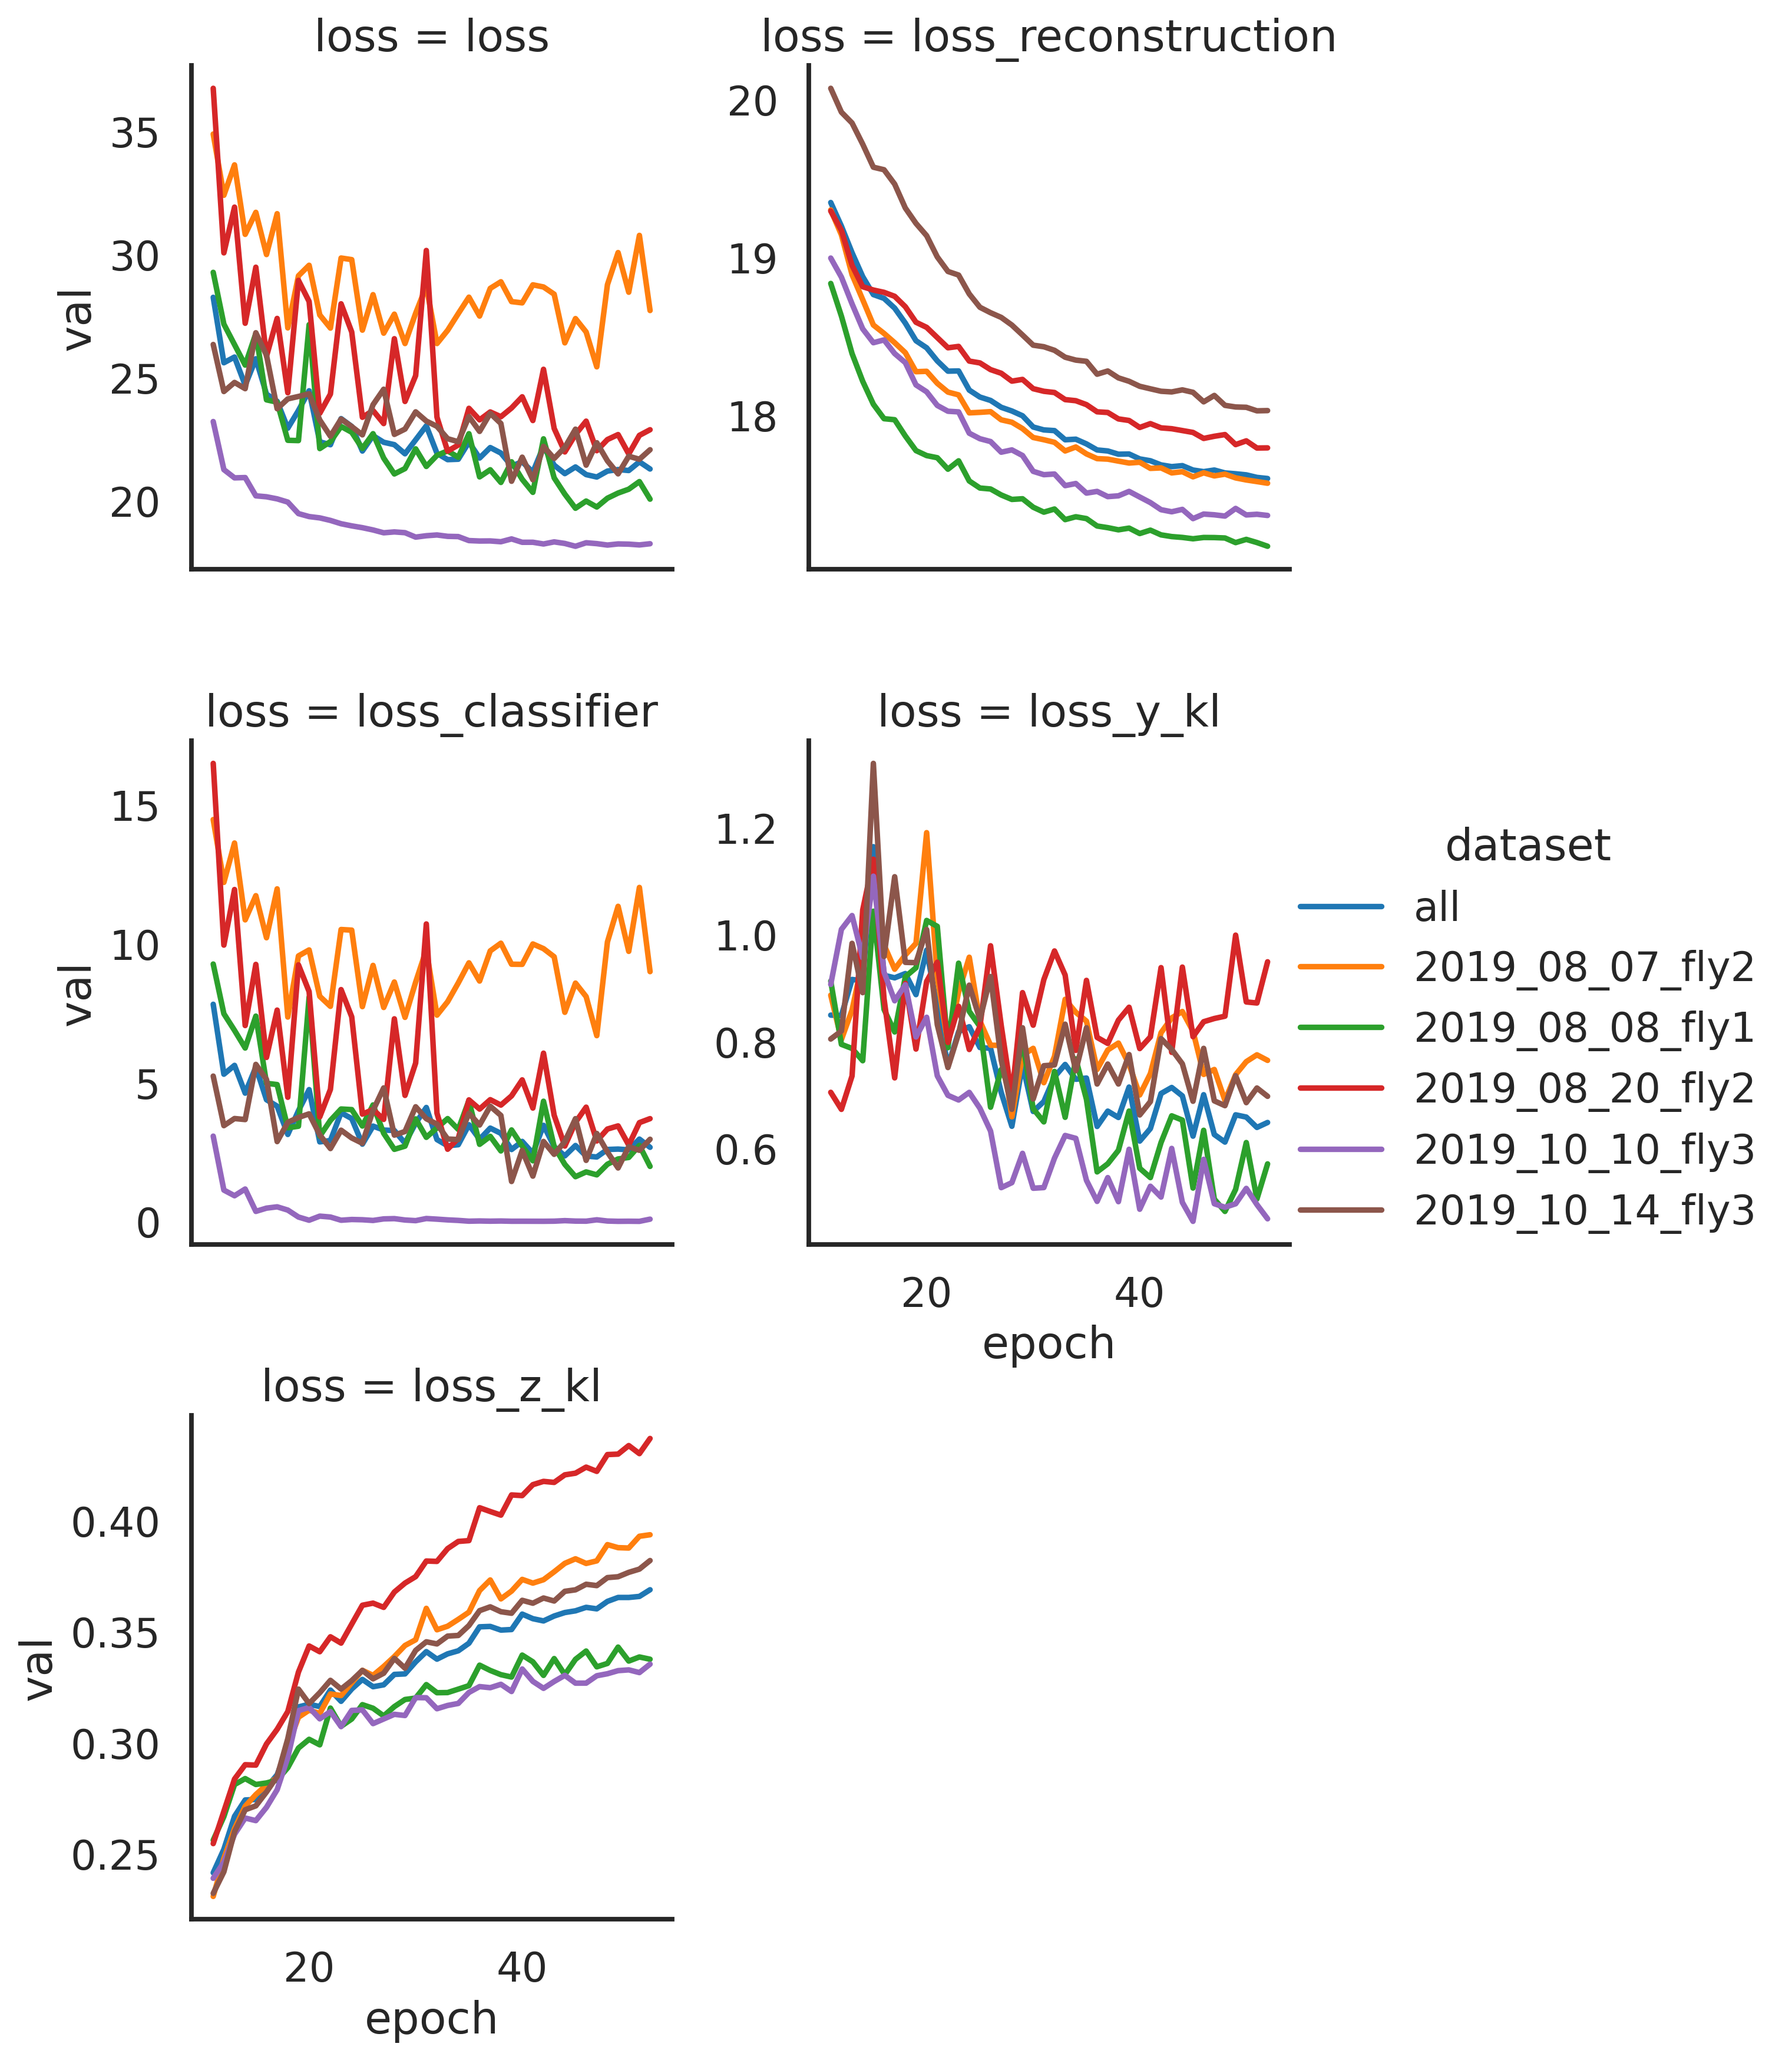 loss = loss
val
35
30
25
20
loss = loss_reconstruction
20
19
18
loss = loss_classifier
val
15
10
5
0
loss = loss_y_kl
1.2
1.0
0.8
0.6
20 40
epoch
dataset
all
2019_08_07_fly2
2019_08_08_fly1
2019_08_20_fly2
2019_10_10_fly3
2019_10_14_fly3
loss = loss_z_kl
val
0.40
0.35
0.30
0.25
20 40
epoch